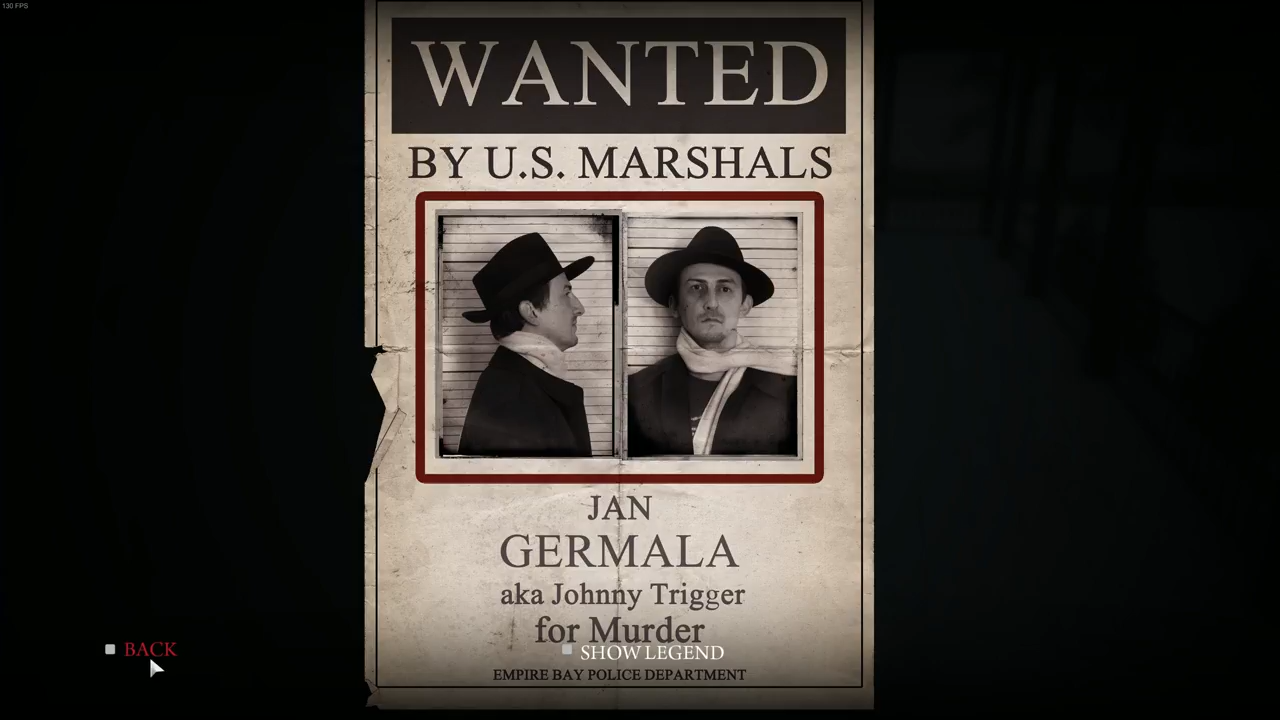 130 FPS
WANTED
BY U.S. MARSHALS
JAN
GERMALA
aka Johnny Trigger
for Murder
BACK
SHOW LEGEND
EMPIRE BAY POLICE DEPARTMENT